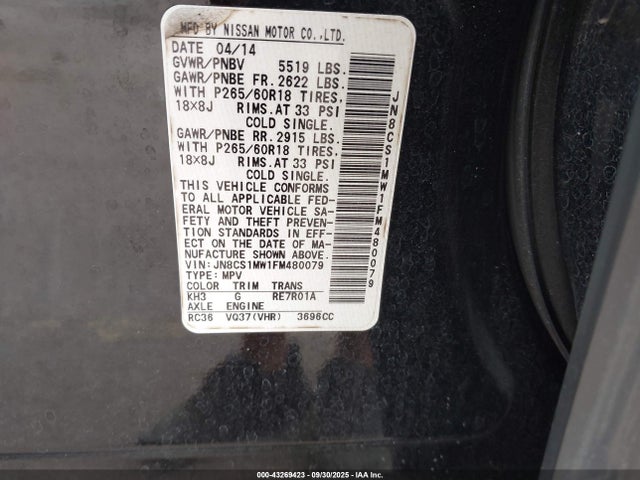 MFD BY NISSAN MOTOR CO.,LTD.
DATE 04/14
GVWR/PNBV 5519 LBS.
GAWR/PNBE FR. 2622 LBS.
WITH P265/60R18 TIRES,
18X8J RIMS.AT 33 PSI
COLD SINGLE.
GAWR/PNBE RR. 2915 LBS.
WITH P265/60R18 TIRES,
18X8J RIMS.AT 33 PSI
COLD SINGLE.
THIS VEHICLE CONFORMS
TO ALL APPLICABLE FED-
ERAL MOTOR VEHICLE SA-
FETY AND THEFT PREVEN-
TION STANDARDS IN EFF-
ECT ON THE DATE OF MA-
NUFACTURE SHOWN ABOVE.
VIN: JN8CS1MW1FM480079
TYPE: MPV
COLOR TRIM TRANS
KH3 G RE7R01A
AXLE ENGINE
RC36 VQ37(VHR) 3696CC
JN8CS1MW1FM480079
000-43269423 - 09/30/2025 - IAA Inc.